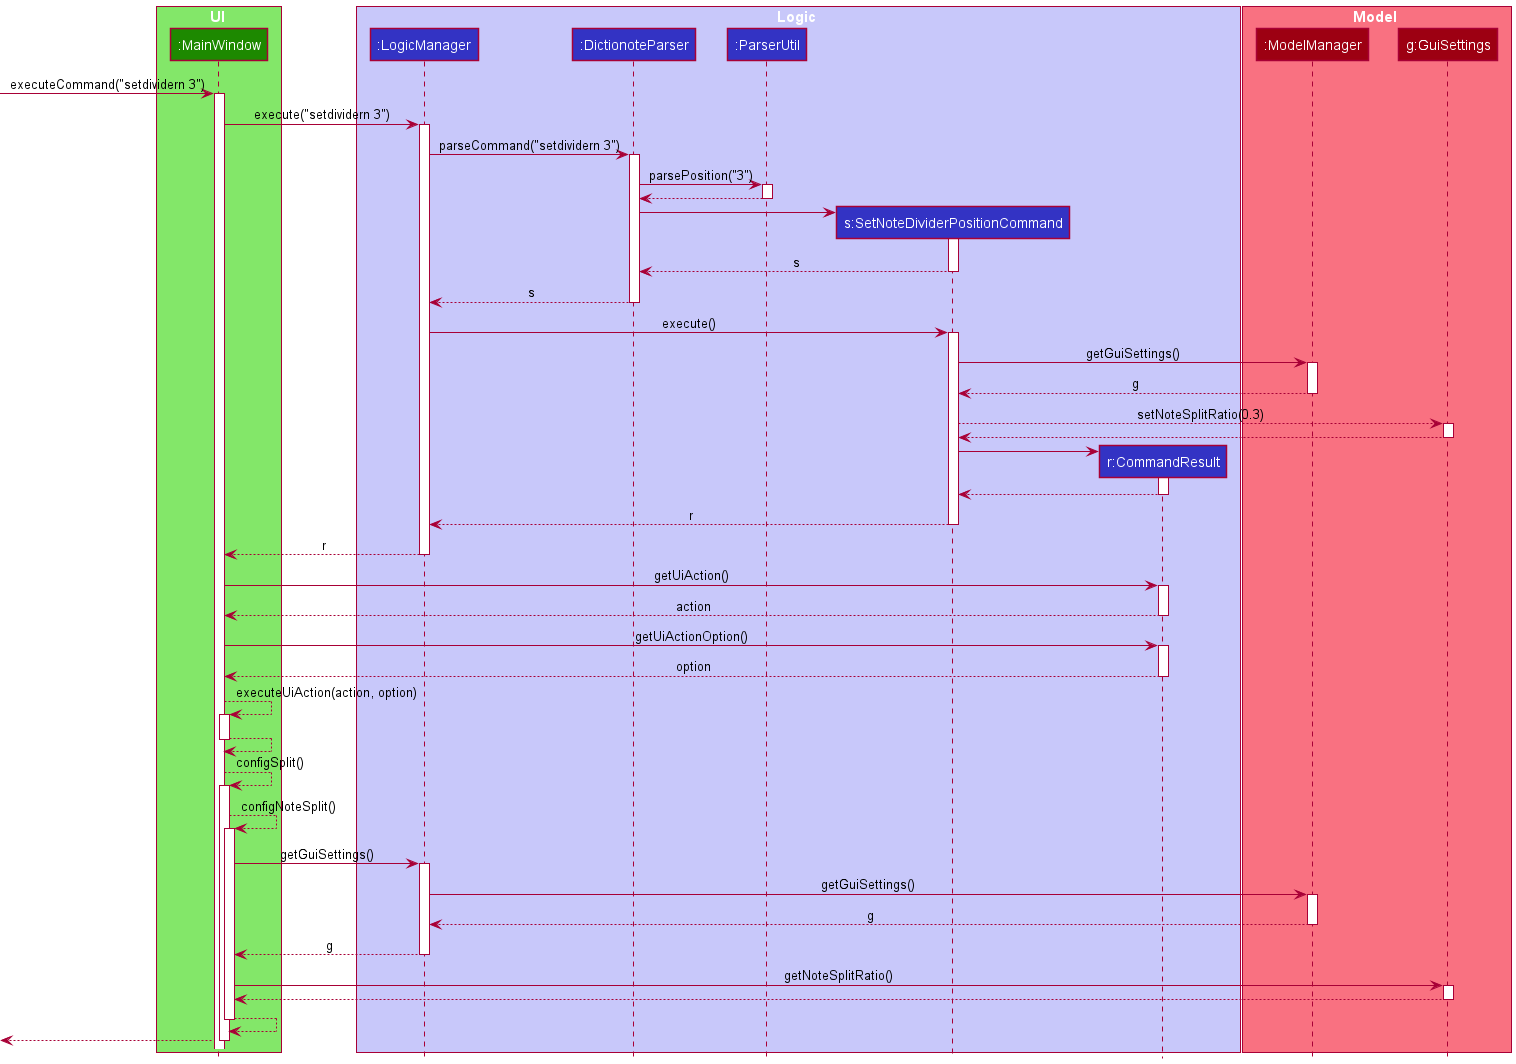 UI
Logic
Model
:MainWindow
:LogicManager
:DictionoteParser
:ParserUtil
:ModelManager
g:GuiSettings
executeCommand("setdividern 3")
execute("setdividern 3")
parseCommand("setdividern 3")
parsePosition("3")
s:SetNoteDividerPositionCommand
s
s
execute()
getGuiSettings()
g
setNoteSplitRatio(0.3)
r:CommandResult
r
r
getUiAction()
action
getUiActionOption()
option
executeUiAction(action, option)
configSplit()
configNoteSplit()
getGuiSettings()
getGuiSettings()
g
g
getNoteSplitRatio()